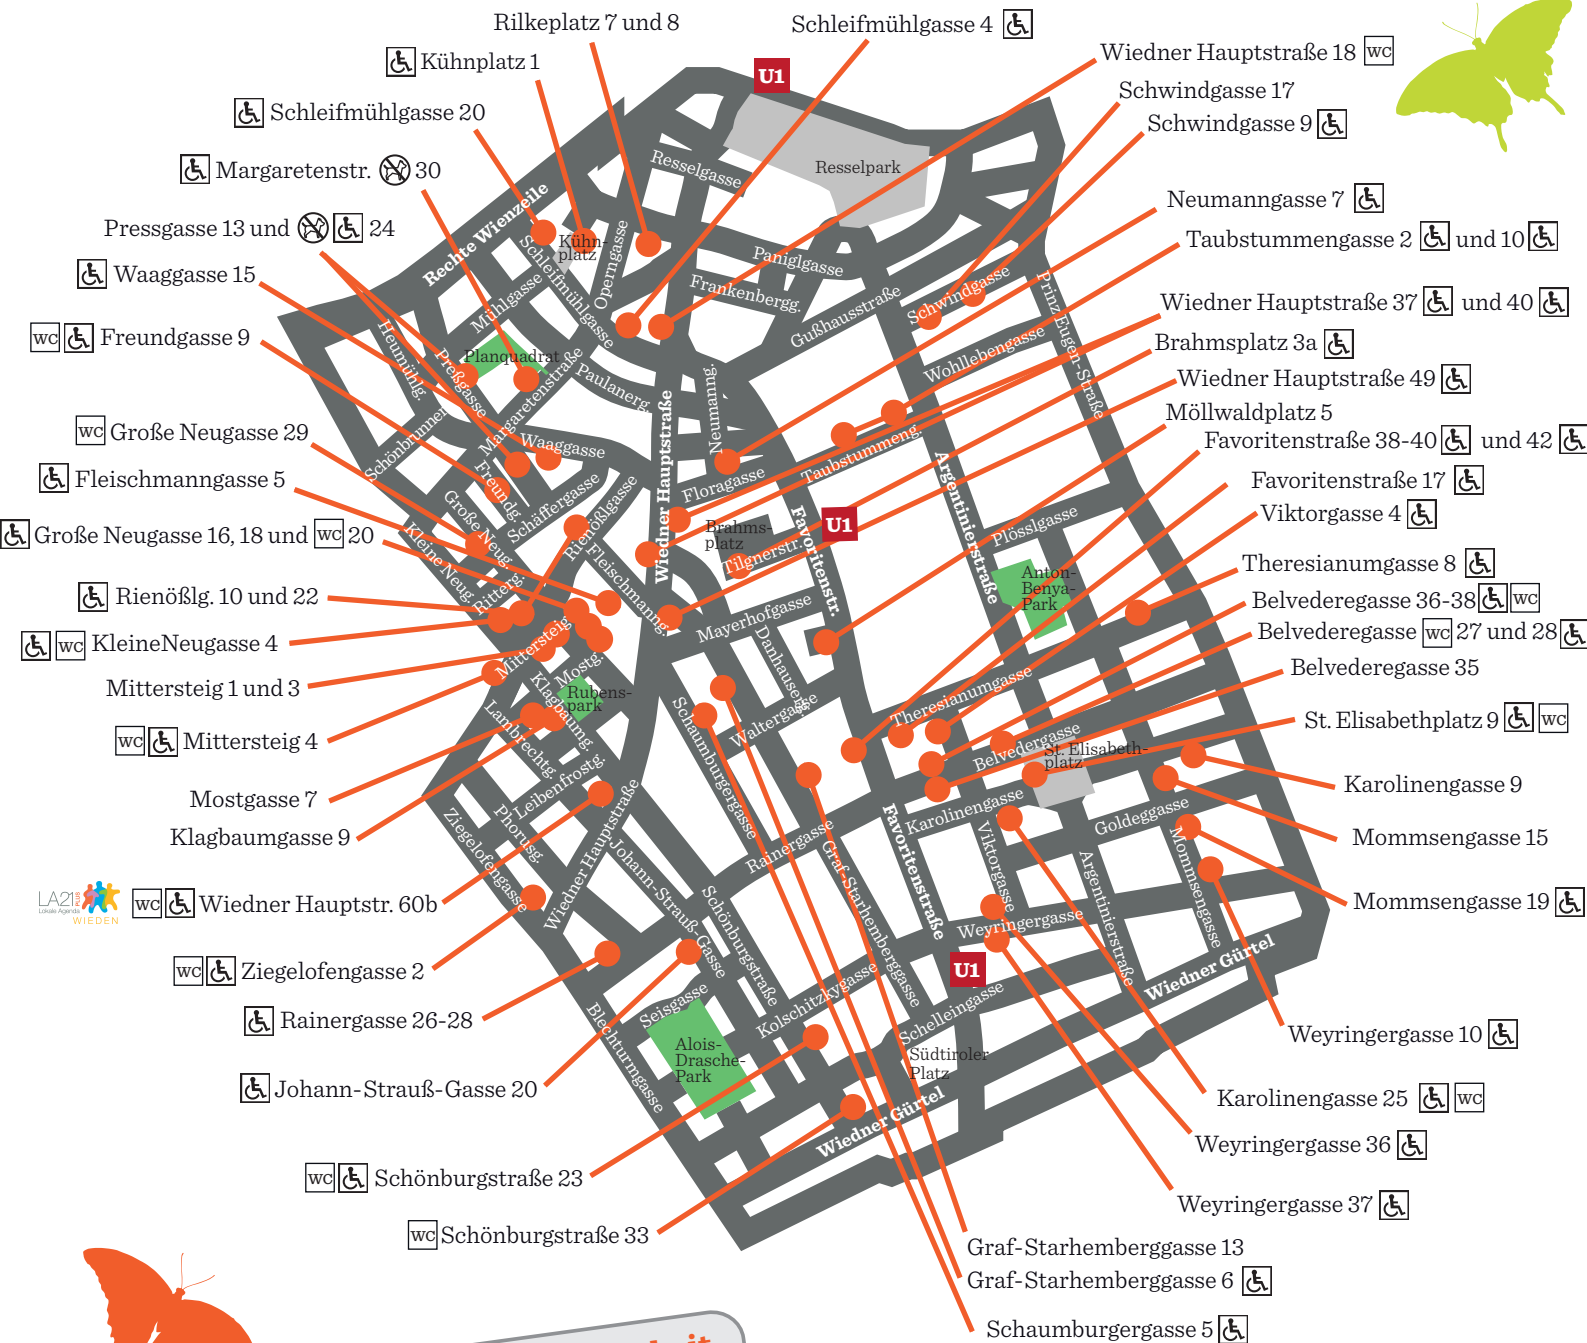 Rilkeplatz 7 und 8
Schleifmühlgasse 4
Kühnplatz 1
Wiedner Hauptstraße 18 WC
Schleifmühlgasse 20
Schwindgasse 17
Schwindgasse 9
Margaretenstr. 30
Pressgasse 13 und 24
Neumanngasse 7
Taubstummengasse 2 und 10
Waaggasse 15
Wiedner Hauptstraße 37 und 40
WC Freundgasse 9
Brahmsplatz 3a
Wiedner Hauptstraße 49
Möllwaldplatz 5
WC Große Neugasse 29
Favoritenstraße 38-40 und 42
Fleischmanngasse 5
Favoritenstraße 17
Viktorgasse 4
Große Neugasse 16, 18 und WC 20
Theresianumgasse 8
Rienößlg. 10 und 22
Belvederegasse 36-38 WC
WC KleineNeugasse 4
Belvederegasse WC 27 und 28
Mittersteig 1 und 3
Belvederegasse 35
WC Mittersteig 4
St. Elisabethplatz 9 WC
Mostgasse 7
Karolinengasse 9
Klagbaumgasse 9
Mommsengasse 15
LA21 PLUS
Lokale Agenda
WIEDEN
WC Wiedner Hauptstr. 60b
Mommsengasse 19
WC Ziegelofengasse 2
Rainergasse 26-28
Weyringergasse 10
Johann-Strauß-Gasse 20
Karolinengasse 25 WC
Weyringergasse 36
WC Schönburgstraße 23
Weyringergasse 37
WC Schönburgstraße 33
Graf-Starhemberggasse 13
Graf-Starhemberggasse 6
Schaumburgergasse 5
U1
Resselpark
Resselgasse
Rechte Wienzeile
Kühn-
platz
Operngasse
Schleifmühlgasse
Mühlgasse
Paniglgasse
Frankenbergg.
Gußhausstraße
Schwindgasse
Prinz Eugen-Straße
Wohllebengasse
Heumühlg.
Planquadrat
Preßgasse
Margaretenstraße
Paulanerg.
Neumanng.
Wiedner Hauptstraße
Schönbrunner
Waaggasse
Freundg.
Schäffergasse
Große Neug.
Kleine Neug.
Ritterg.
Rienößlgasse
Fleischmanng.
Floragasse
Taubstummeng.
Argentinierstraße
Brahms-
platz
Tilgnerstr.
Favoritenstr.
U1
Plösslgasse
Anton-
Benya-
Park
Mayerhofgasse
Danhauserg.
Waltergasse
Theresianumgasse
Mittersteig
Mostg.
Rubens-
park
Klagbaumg.
Lambrechtg.
Leibenfrostg.
Phorusg.
Ziegelofengasse
Wiedner Hauptstraße
Schaumburgergasse
Belvedergasse
St. Elisabeth-
platz
Karolinengasse
Goldeggasse
Rainergasse
Johann-Strauß-Gasse
Schönburgstraße
Graf-Starhemberggasse
Favoritenstraße
Viktorgasse
Argentinierstraße
Mommsengasse
Weyringergasse
U1
Wiedner Gürtel
Kolschitzkygasse
Schelleingasse
Südtiroler
Platz
Seisgasse
Alois-
Drasche-
Park
Blechturmgasse
Wiedner Gürtel